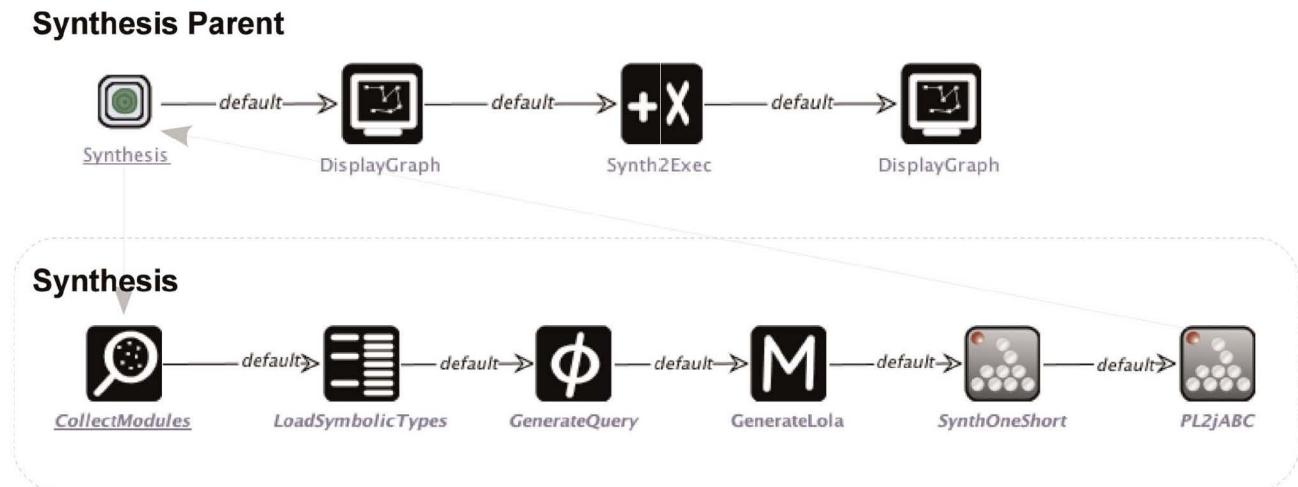 Synthesis Parent
default default default
Synthesis DisplayGraph Synth2Exec DisplayGraph
Synthesis
default default default default default
CollectModules LoadSymbolicTypes GenerateQuery GenerateLola SynthOneShort PL2jABC